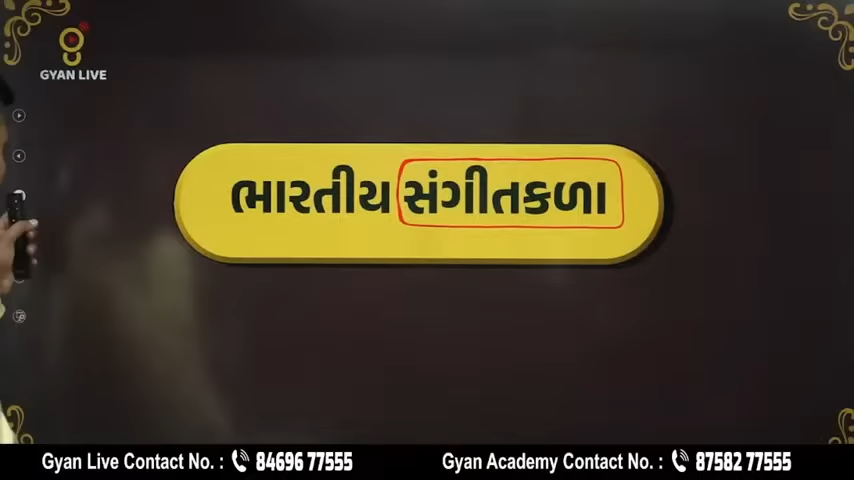 GYAN LIVE
ભારતીય સંગીતકળા
Gyan Live Contact No. : 84696 77555
Gyan Academy Contact No. : 87582 77555